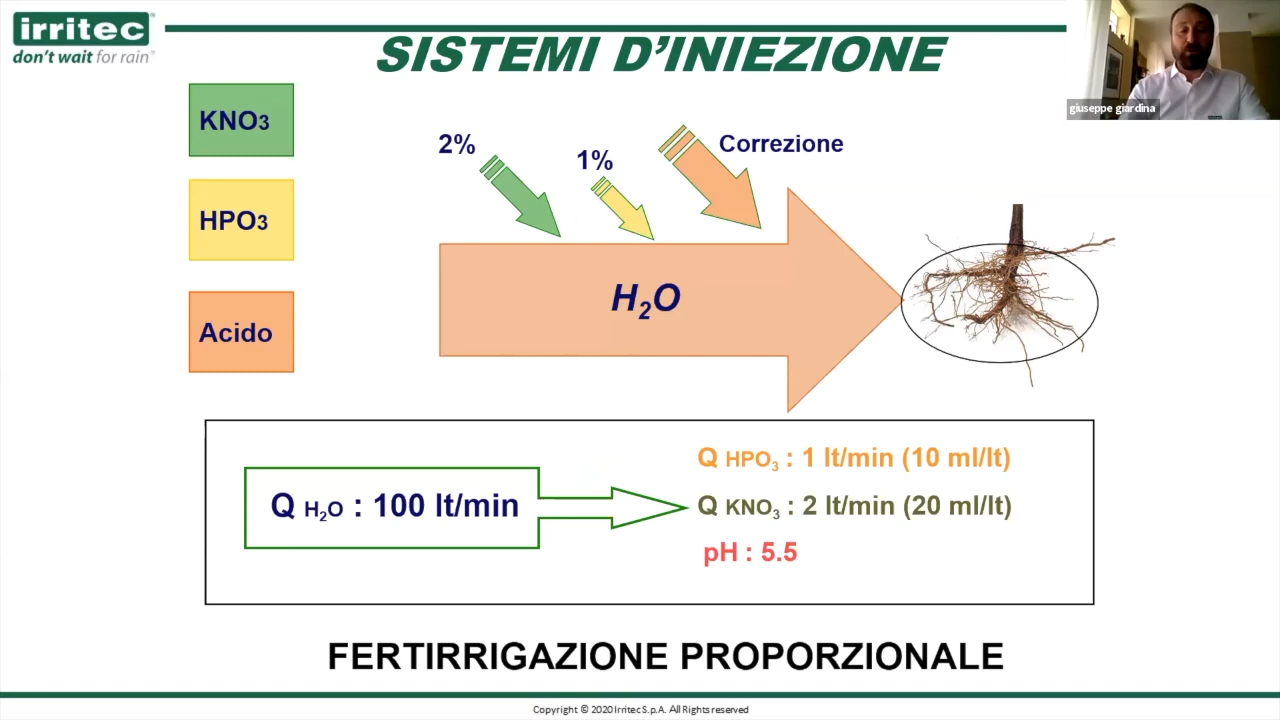 irritec
don't wait for rain
SISTEMI D'INIEZIONE
giuseppe giardina
KNO3
HPO3
Acido
2%
1%
Correzione
H2O
Q H2O : 100 lt/min
Q HPO3 : 1 lt/min (10 ml/lt)
Q KNO3 : 2 lt/min (20 ml/lt)
pH : 5.5
FERTIRRIGAZIONE PROPORZIONALE
Copyright © 2020 Irritec S.p.A. All Rights reserved